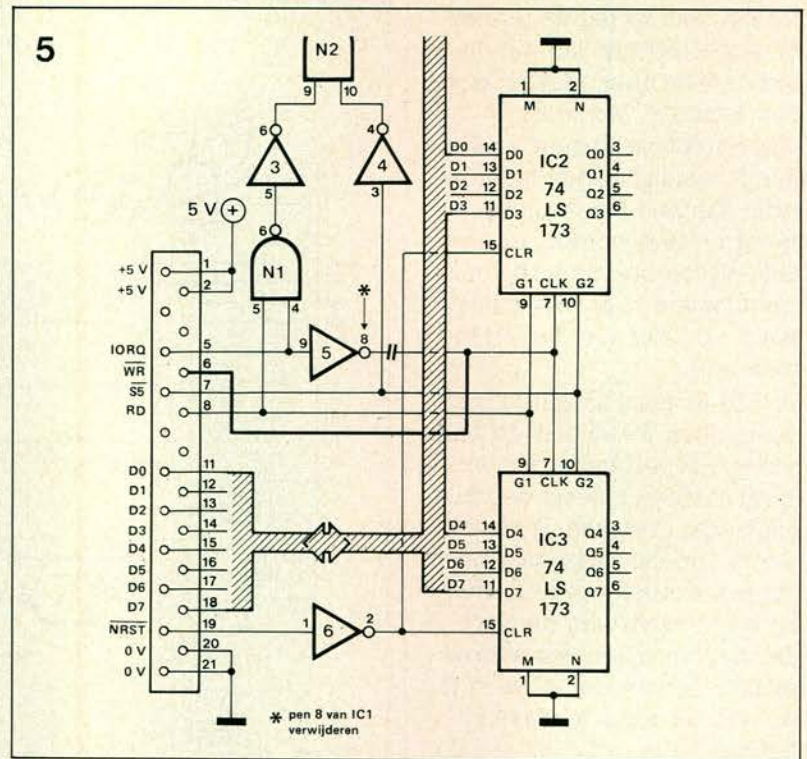 5
N2
9 10
6
4
3
4
5
3
5 V
+
6
N1
5 4
*
+5 V 1
+5 V 2
IORQ 5
WR 6
S5 7
RD 8
9 5 8
D0 11
D1 12
D2 13
D3 14
D4 15
D5 16
D6 17
D7 18
NRST 19
0 V 20
0 V 21
1 6 2
* pen 8 van IC1
verwijderen
1 2
M N
D0 14 D0 IC2 Q0 3
D1 13 D1 74 Q1 4
D2 12 D2 LS Q2 5
D3 11 D3 173 Q3 6
15 CLR
G1 CLK G2
9 7 10
9 7 10
G1 CLK G2
D4 14 D4 IC3 Q4 3
D5 13 D5 74 Q5 4
D6 12 D6 LS Q6 5
D7 11 D7 173 Q7 6
15 CLR
M N
1 2